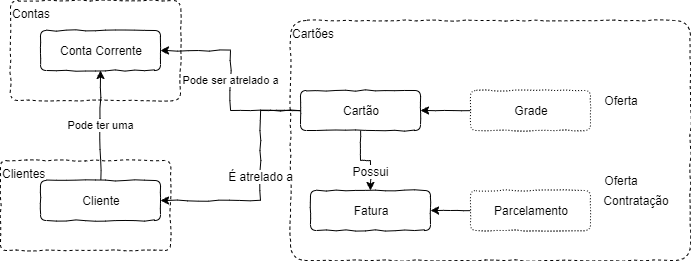 Contas
Conta Corrente
Cartões
Pode ser atrelado a
Cartão
Grade
Oferta
Pode ter uma
Clientes
Cliente
É atrelado a
Possui
Fatura
Parcelamento
Oferta
Contratação